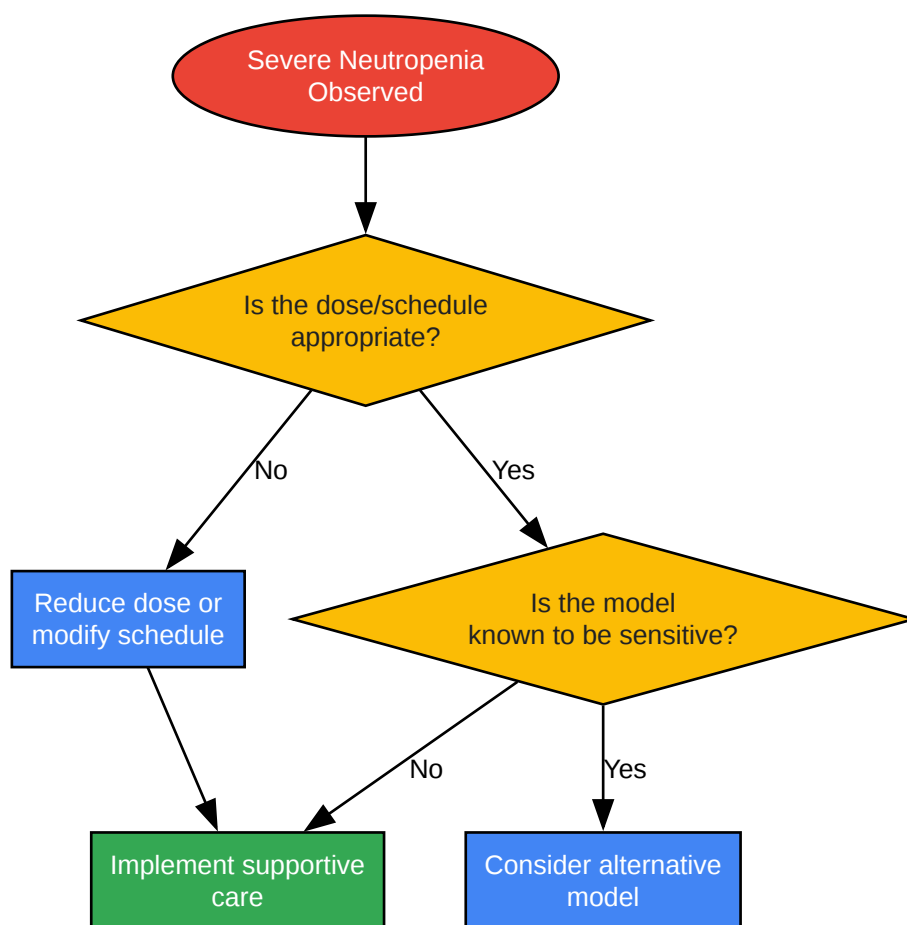 Severe Neutropenia
Observed
Is the dose/schedule
appropriate?
No
Yes
Reduce dose or
modify schedule
Is the model
known to be sensitive?
No
Yes
Implement supportive
care
Consider alternative
model